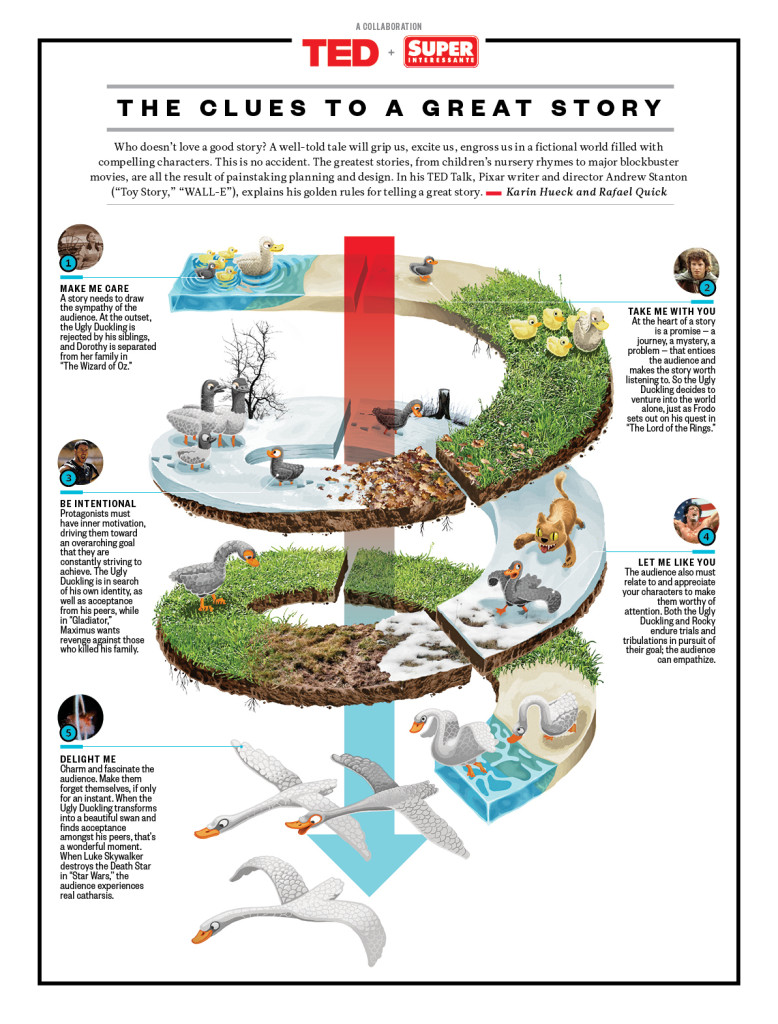 A COLLABORATION
TED + SUPER
INTERESSANTE
THE CLUES TO A GREAT STORY
Who doesn't love a good story? A well-told tale will grip us, excite us, engross us in a fictional world filled with
compelling characters. This is no accident. The greatest stories, from children's nursery rhymes to major blockbuster
movies, are all the result of painstaking planning and design. In his TED Talk, Pixar writer and director Andrew Stanton
("Toy Story," "WALL-E"), explains his golden rules for telling a great story. — Karin Hueck and Rafael Quick
1
MAKE ME CARE
A story needs to draw
the sympathy of the
audience. At the outset,
the Ugly Duckling is
rejected by his siblings,
and Dorothy is separated
from her family in
"The Wizard of Oz."
2
TAKE ME WITH YOU
At the heart of a story
is a promise – a
journey, a mystery, a
problem – that entices
the audience and
makes the story worth
listening to. So the Ugly
Duckling decides to
venture into the world
alone, just as Frodo
sets out on his quest in
"The Lord of the Rings."
3
BE INTENTIONAL
Protagonists must
have inner motivation,
driving them toward
an overarching goal
that they are
constantly striving to
achieve. The Ugly
Duckling is in search
of his own identity, as
well as acceptance
from his peers, while
in "Gladiator,"
Maximus wants
revenge against those
who killed his family.
4
LET ME LIKE YOU
The audience also must
relate to and appreciate
your characters to make
them worthy of
attention. Both the Ugly
Duckling and Rocky
endure trials and
tribulations in pursuit of
their goal; the audience
can empathize.
5
DELIGHT ME
Charm and fascinate the
audience. Make them
forget themselves, if only
for an instant. When the
Ugly Duckling transforms
into a beautiful swan and
finds acceptance
amongst his peers, that's
a wonderful moment.
When Luke Skywalker
destroys the Death Star
in "Star Wars," the
audience experiences
real catharsis.